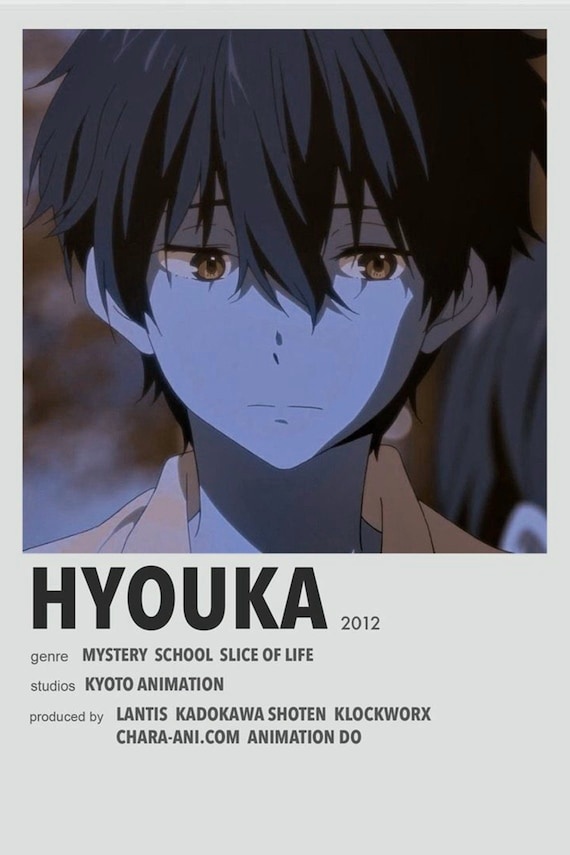 HYOUKA 2012
genre MYSTERY SCHOOL SLICE OF LIFE
studios KYOTO ANIMATION
produced by LANTIS KADOKAWA SHOTEN KLOCKWORX
CHARA-ANI.COM ANIMATION DO